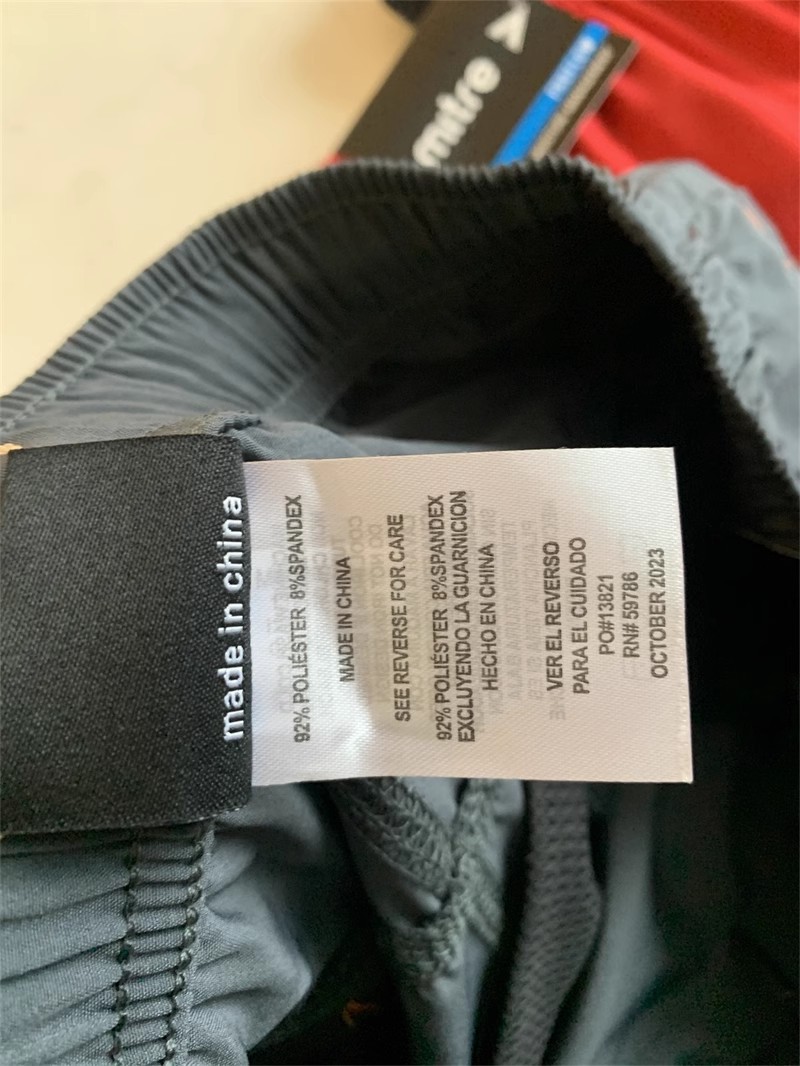 mitre
made in china
92% POLIÉSTER 8%SPANDEX
MADE IN CHINA
SEE REVERSE FOR CARE
92% POLIÉSTER 8%SPANDEX
EXCLUYENDO LA GUARNICION
HECHO EN CHINA
VER EL REVERSO
PARA EL CUIDADO
PO#13821
RN# 59786
OCTOBER 2023